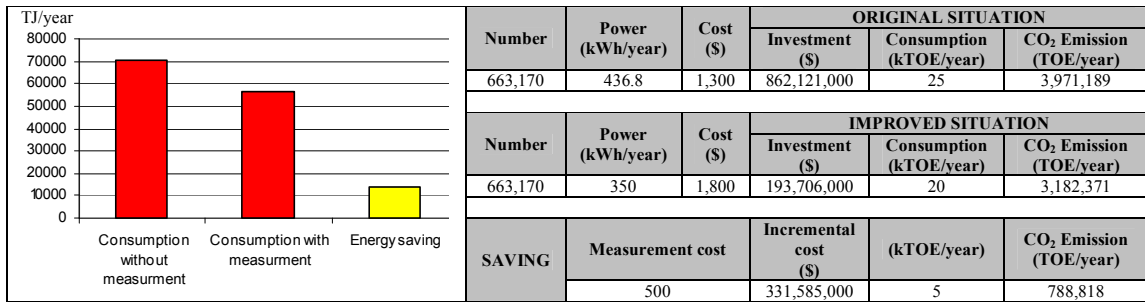 TJ/year
80000
70000
60000
50000
40000
30000
20000
10000
0
Consumption
without
measurment
Consumption with
measurment
Energy saving
Number
Power
(kWh/year)
Cost
($)
ORIGINAL SITUATION
Investment
($)
Consumption
(kTOE/year)
CO₂ Emission
(TOE/year)
663,170 436.8 1,300 862,121,000 25 3,971,189
Number
Power
(kWh/year)
Cost
($)
IMPROVED SITUATION
Investment
($)
Consumption
(kTOE/year)
CO₂ Emission
(TOE/year)
663,170 350 1,800 193,706,000 20 3,182,371
SAVING
Measurement cost
Incremental
cost
($)
(kTOE/year)
CO₂ Emission
(TOE/year)
500 331,585,000 5 788,818